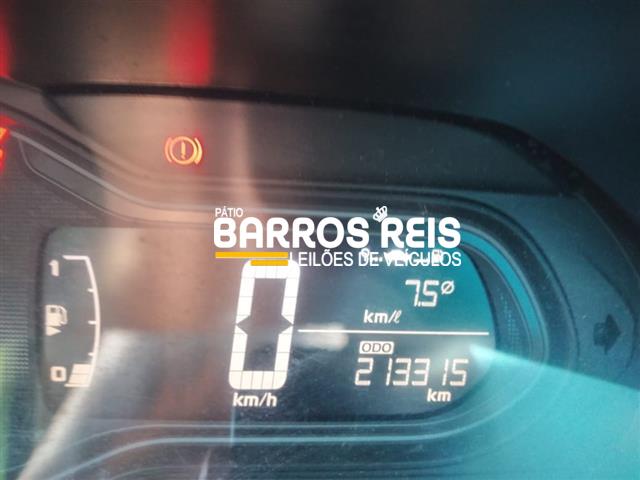 PÁTIO
BARROS REIS
LEILÕES DE VEÍCULOS
1
7.5 ø
km/ℓ
0
0
ODO
213315
km/h
km